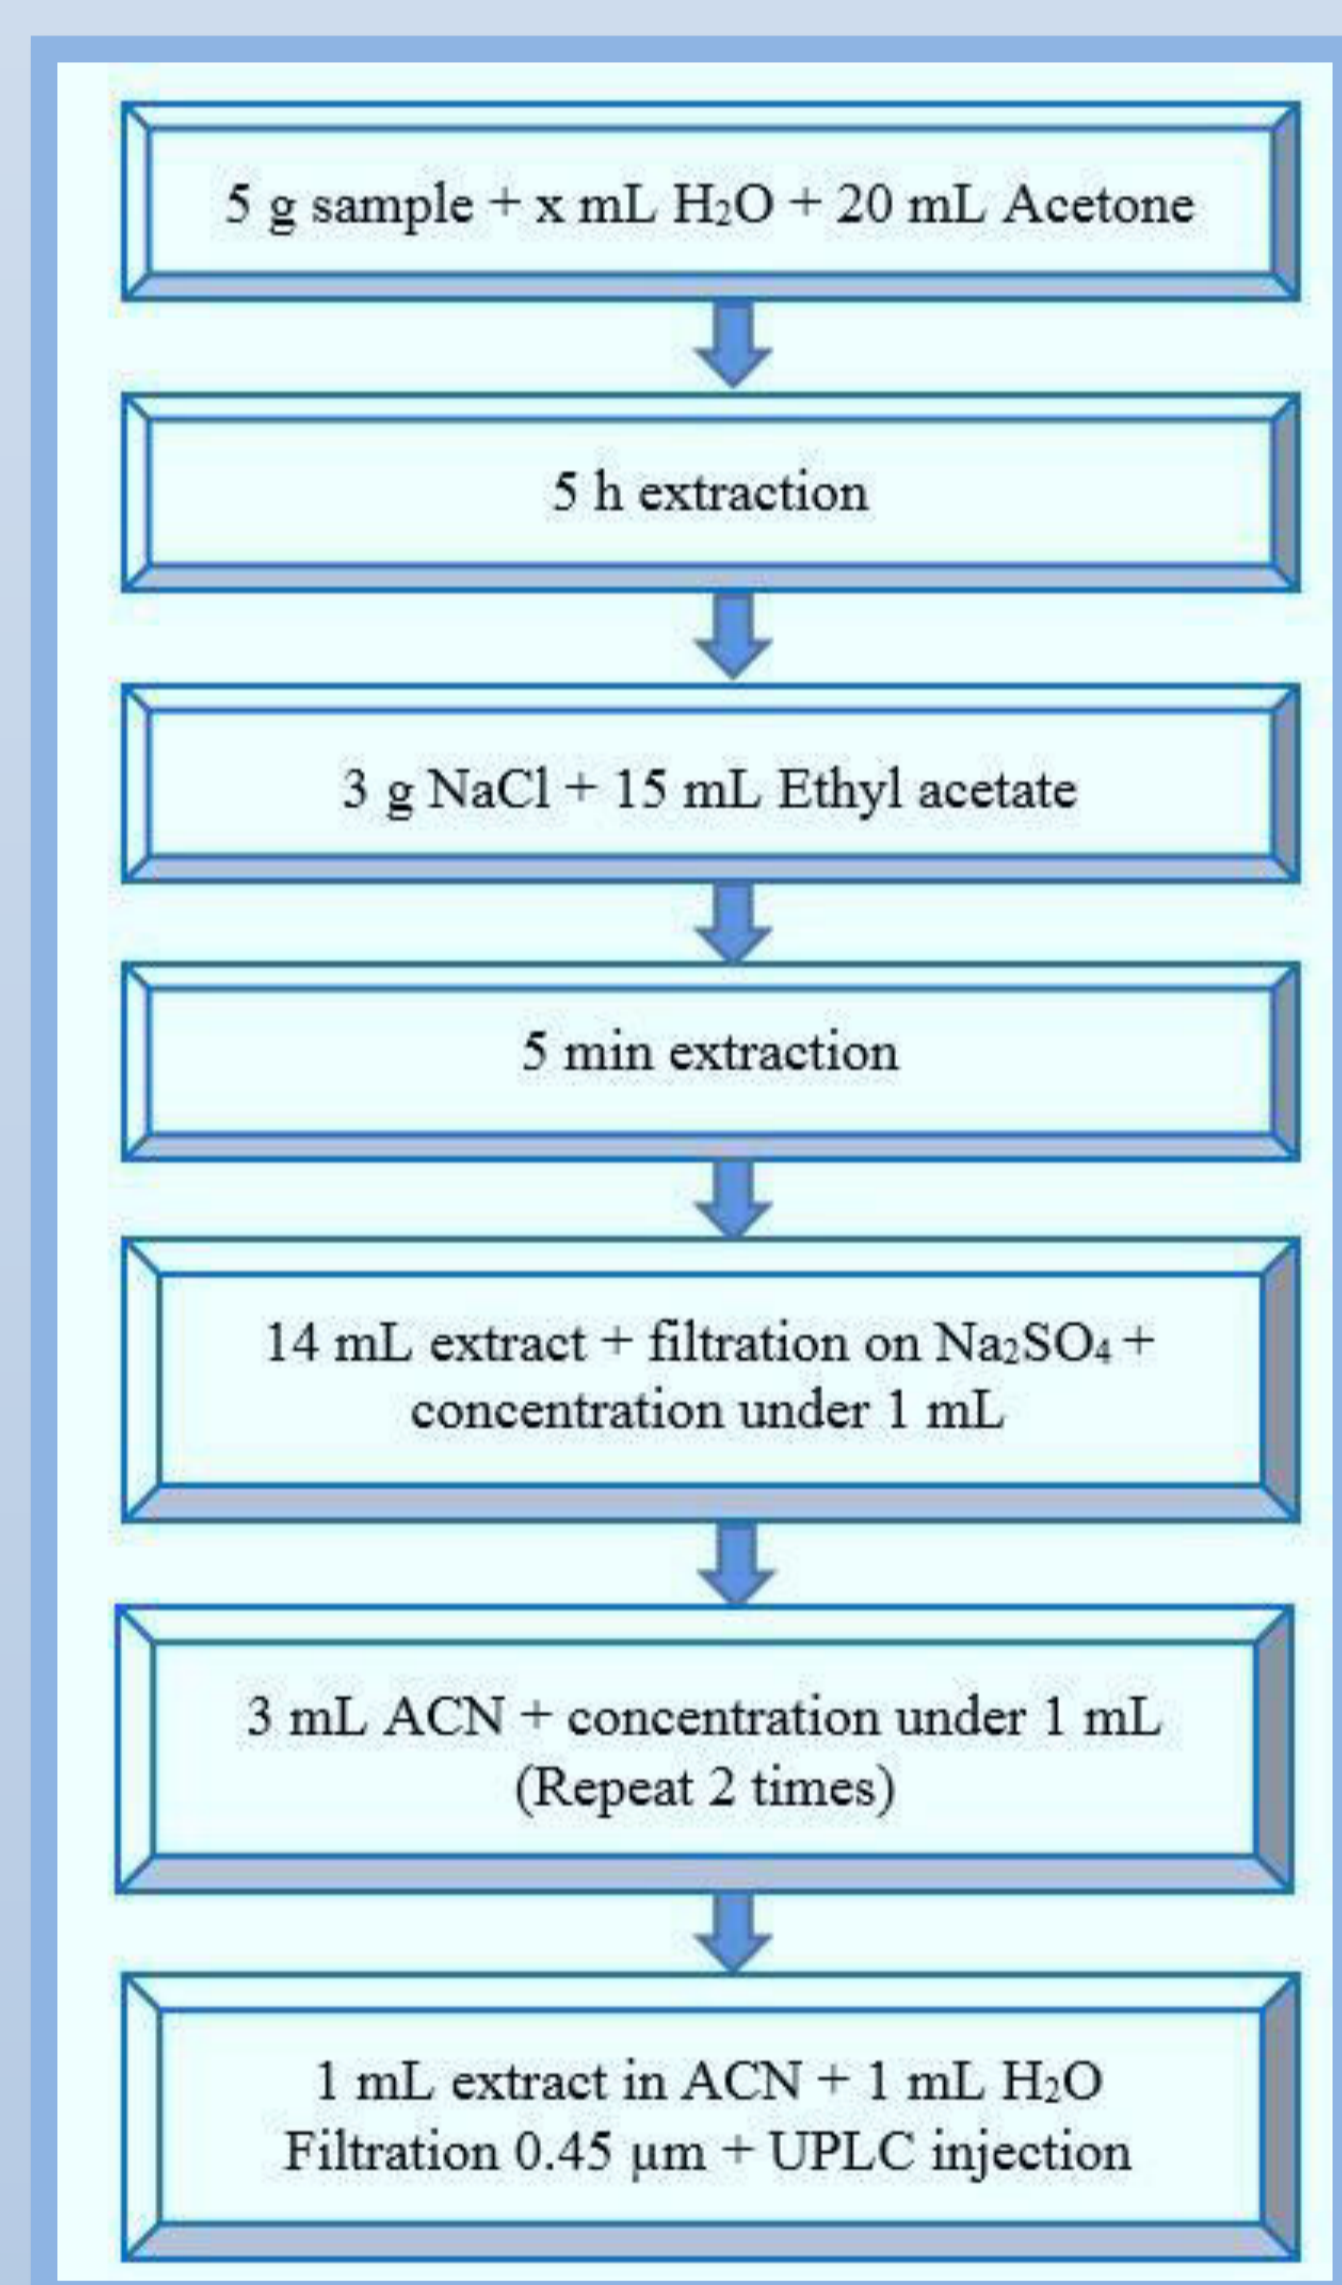 5 g sample + x mL H₂O + 20 mL Acetone
5 h extraction
3 g NaCl + 15 mL Ethyl acetate
5 min extraction
14 mL extract + filtration on Na₂SO₄ +
concentration under 1 mL
3 mL ACN + concentration under 1 mL
(Repeat 2 times)
1 mL extract in ACN + 1 mL H₂O
Filtration 0.45 µm + UPLC injection